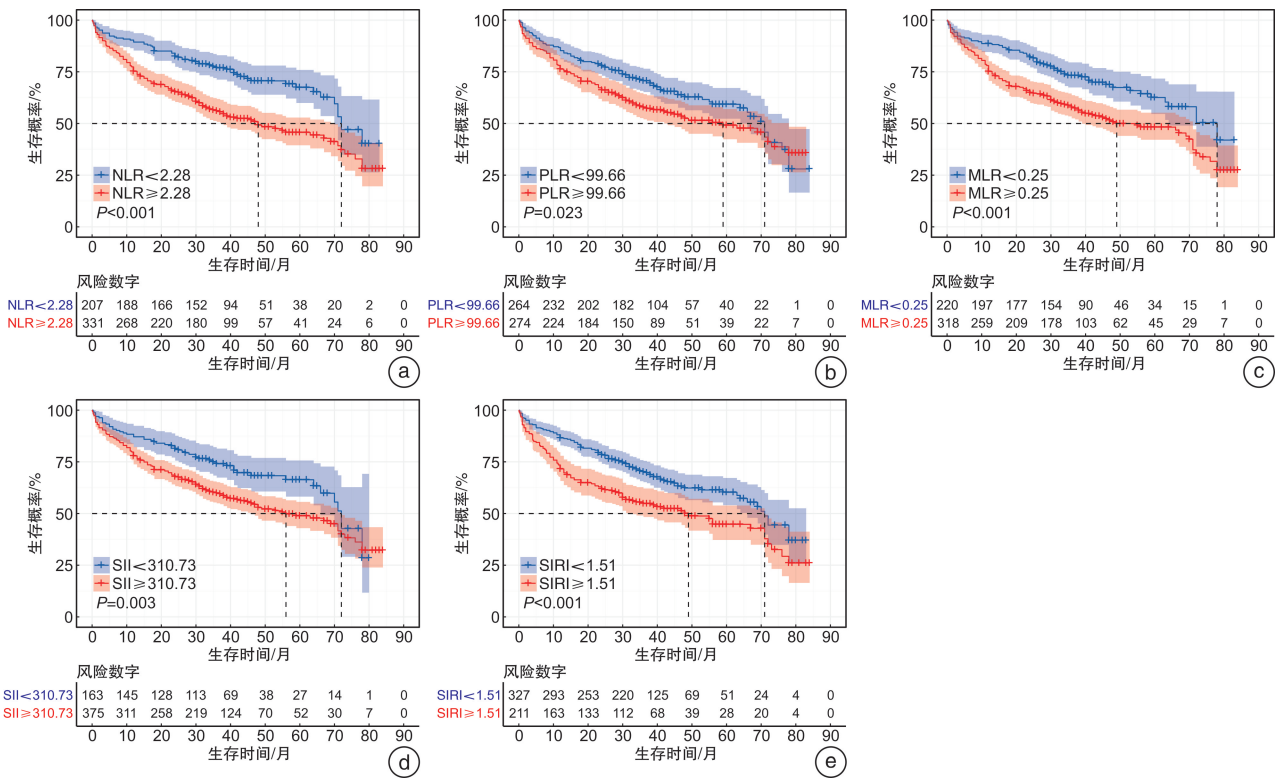 100
75
50
25
0
生存概率/%
NLR<2.28
NLR≥2.28
P<0.001
0 10 20 30 40 50 60 70 80 90
生存时间/月
风险数字
NLR<2.28 207 188 166 152 94 51 38 20 2 0
NLR≥2.28 331 268 220 180 99 57 41 24 6 0
0 10 20 30 40 50 60 70 80 90
生存时间/月
a
100
75
50
25
0
生存概率/%
PLR<99.66
PLR≥99.66
P=0.023
0 10 20 30 40 50 60 70 80 90
生存时间/月
风险数字
PLR<99.66 264 232 202 182 104 57 40 22 1 0
PLR≥99.66 274 224 184 150 89 51 39 22 7 0
0 10 20 30 40 50 60 70 80 90
生存时间/月
b
100
75
50
25
0
生存概率/%
MLR<0.25
MLR≥0.25
P<0.001
0 10 20 30 40 50 60 70 80 90
生存时间/月
风险数字
MLR<0.25 220 197 177 154 90 46 34 15 1 0
MLR≥0.25 318 259 209 178 103 62 45 29 7 0
0 10 20 30 40 50 60 70 80 90
生存时间/月
c
100
75
50
25
0
生存概率/%
SII<310.73
SII≥310.73
P=0.003
0 10 20 30 40 50 60 70 80 90
生存时间/月
风险数字
SII<310.73 163 145 128 113 69 38 27 14 1 0
SII≥310.73 375 311 258 219 124 70 52 30 7 0
0 10 20 30 40 50 60 70 80 90
生存时间/月
d
100
75
50
25
0
生存概率/%
SIRI<1.51
SIRI≥1.51
P<0.001
0 10 20 30 40 50 60 70 80 90
生存时间/月
风险数字
SIRI<1.51 327 293 253 220 125 69 51 24 4 0
SIRI≥1.51 211 163 133 112 68 39 28 20 4 0
0 10 20 30 40 50 60 70 80 90
生存时间/月
e